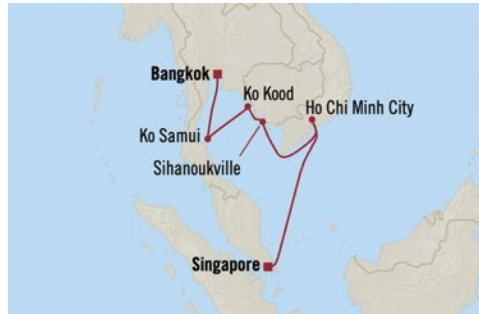 Bangkok
Ko Kood
Ho Chi Minh City
Ko Samui
Sihanoukville
Singapore